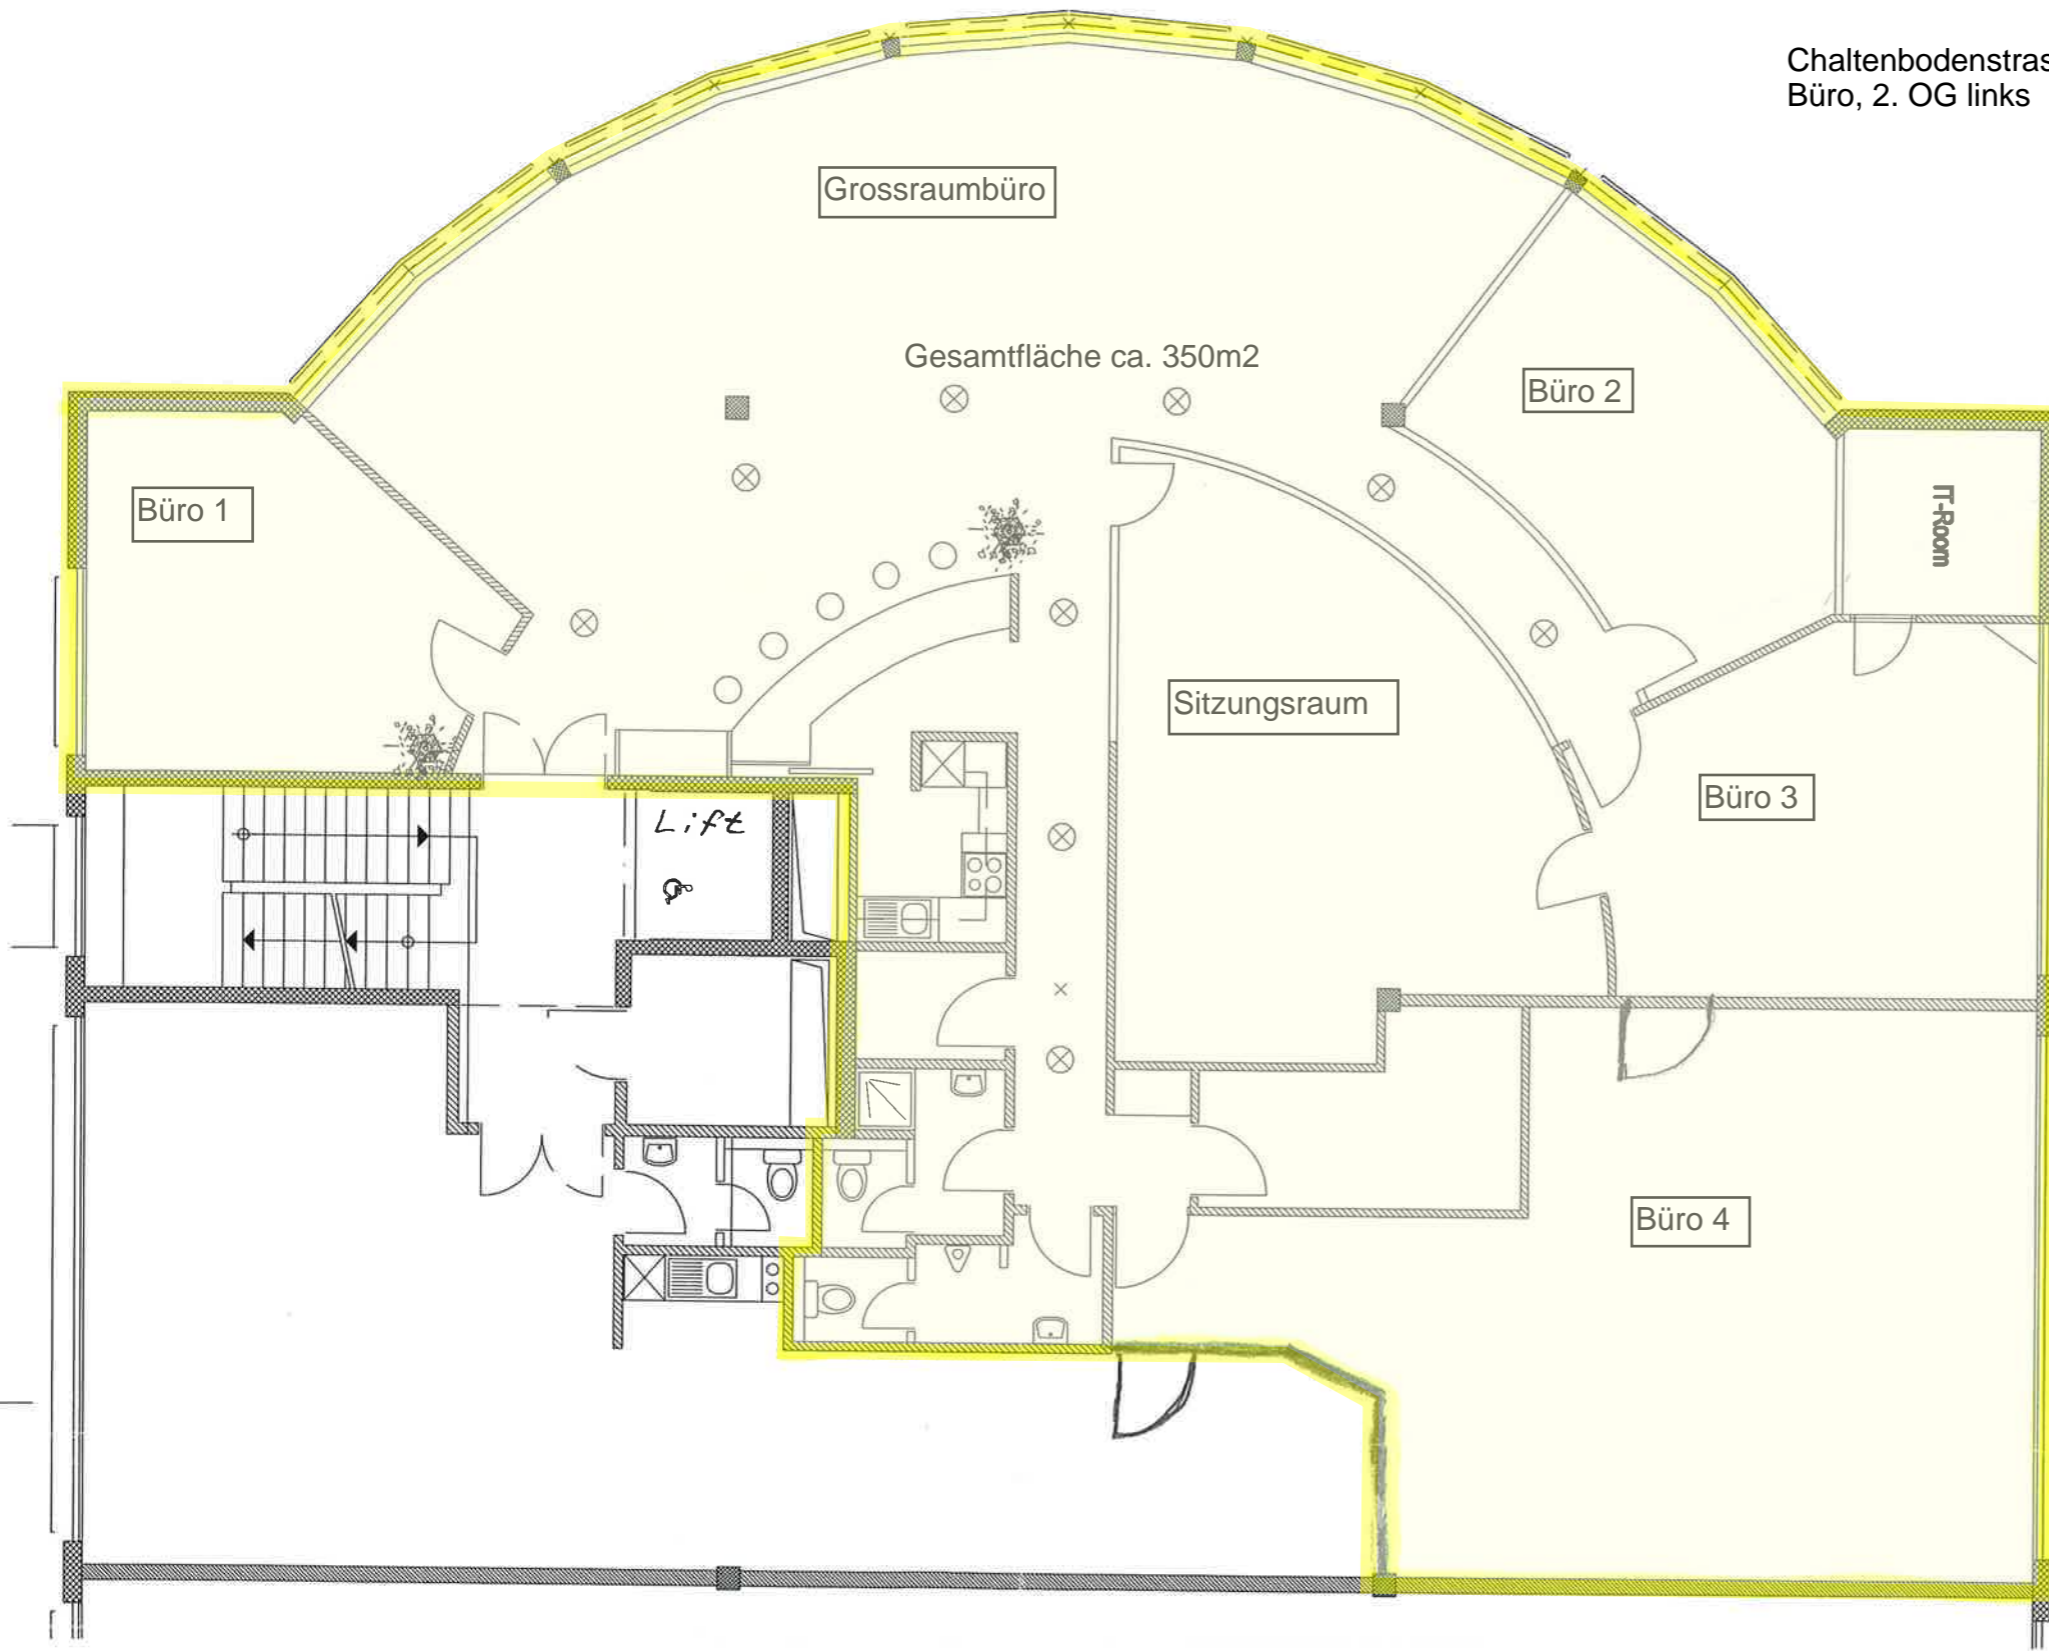 Chaltenbodenstras
Büro, 2. OG links
Grossraumbüro
Gesamtfläche ca. 350m2
Büro 2
Büro 1
IT-Room
Sitzungsraum
Büro 3
Lift
Büro 4